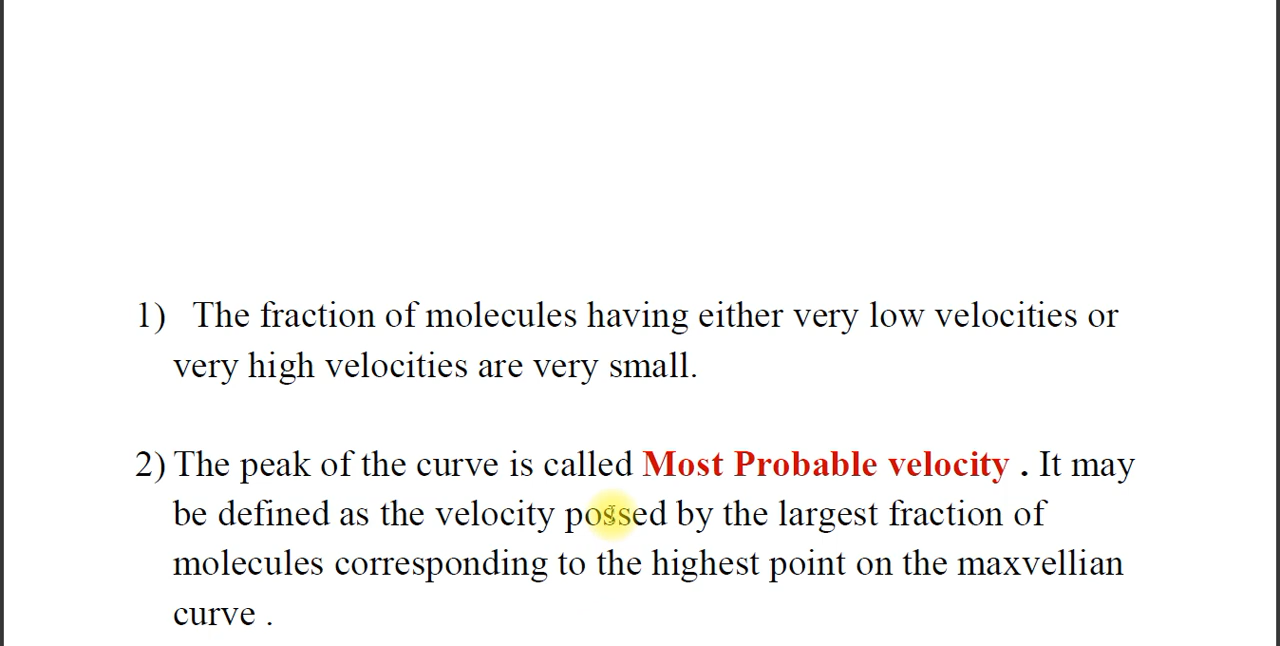 1) The fraction of molecules having either very low velocities or
very high velocities are very small.
2) The peak of the curve is called Most Probable velocity . It may
be defined as the velocity possed by the largest fraction of
molecules corresponding to the highest point on the maxvellian
curve .